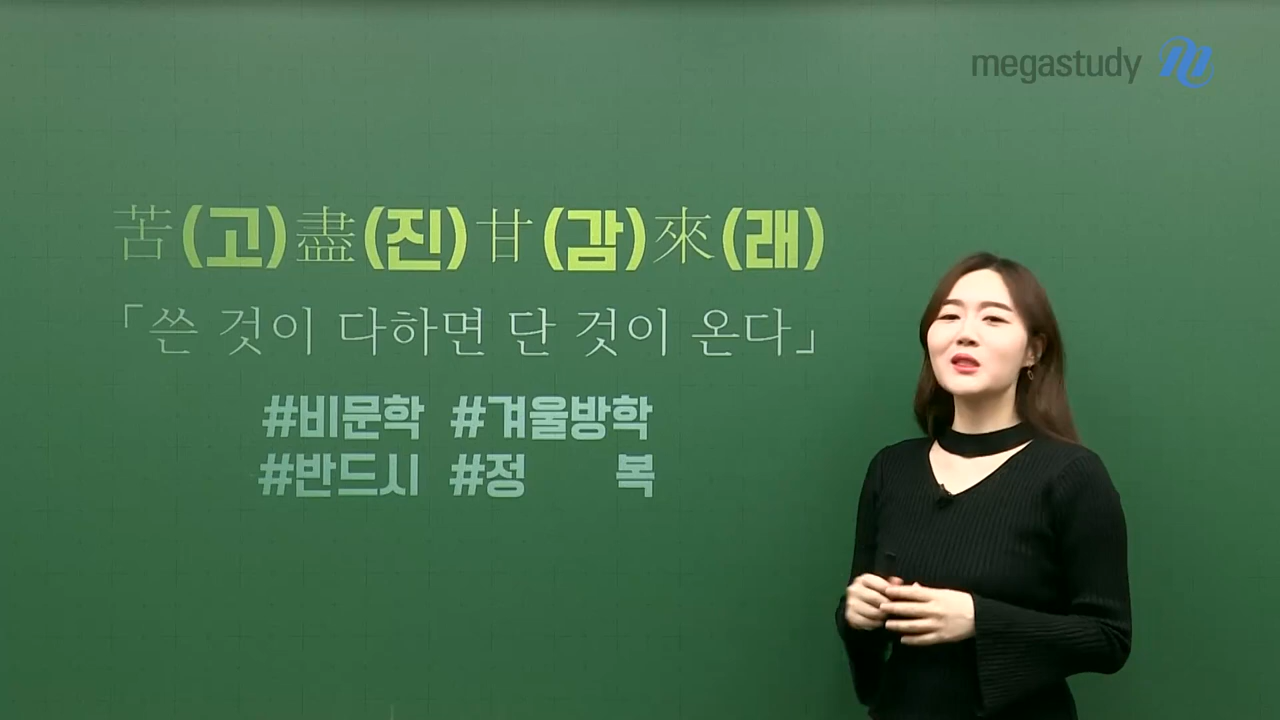 megastudy
苦(고)盡(진)甘(감)來(래)
「쓴 것이 다하면 단 것이 온다」
#비문학 #겨울방학
#반드시 #정 복